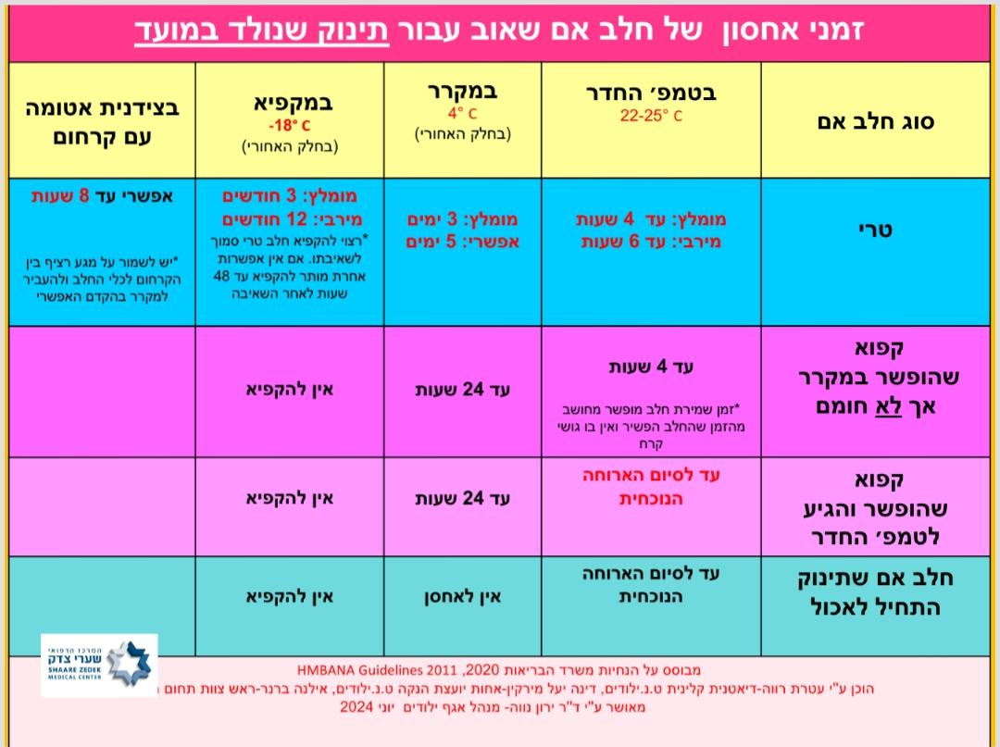 זמני אחסון של חלב אם שאוב עבור תינוק שנולד במועד
סוג חלב אם
בטמפ׳ החדר
22-25° C
במקרר
4° C
(בחלק האחורי)
במקפיא
-18° C
(בחלק האחורי)
בצידנית אטומה
עם קרחום
טרי
מומלץ: עד 4 שעות
מירבי: עד 6 שעות
מומלץ: 3 ימים
אפשרי: 5 ימים
מומלץ: 3 חודשים
מירבי: 12 חודשים
*רצוי להקפיא חלב טרי סמוך
לשאיבתו. אם אין אפשרות
אחרת מותר להקפיא עד 48
שעות לאחר השאיבה
אפשרי עד 8 שעות
*יש לשמור על מגע רציף בין
הקרחום לכלי החלב ולהעביר
למקרר בהקדם האפשרי
קפוא
שהופשר במקרר
אך לא חומם
עד 4 שעות
*זמן שמירת חלב מופשר מחושב
מהזמן שהחלב הפשיר ואין בו גושי
קרח
עד 24 שעות
אין להקפיא
קפוא
שהופשר והגיע
לטמפ׳ החדר
עד לסיום הארוחה
הנוכחית
עד 24 שעות
אין להקפיא
חלב אם שתינוק
התחיל לאכול
עד לסיום הארוחה
הנוכחית
אין לאחסן
אין להקפיא
המרכז הרפואי
שערי צדק
SHAARE ZEDEK
MEDICAL CENTER
מבוסס על הנחיות משרד הבריאות 2020, HMBANA Guidelines 2011
הוכן ע"י עטרת רווה-דיאטנית קלינית ט.נ.ילודים, דינה יעל מירקין-אחות יועצת הנקה ט.נ.ילודים, אילנה ברנר-ראש צוות תחום
מאושר ע"י ד"ר ירון נווה- מנהל אגף ילודים יוני 2024